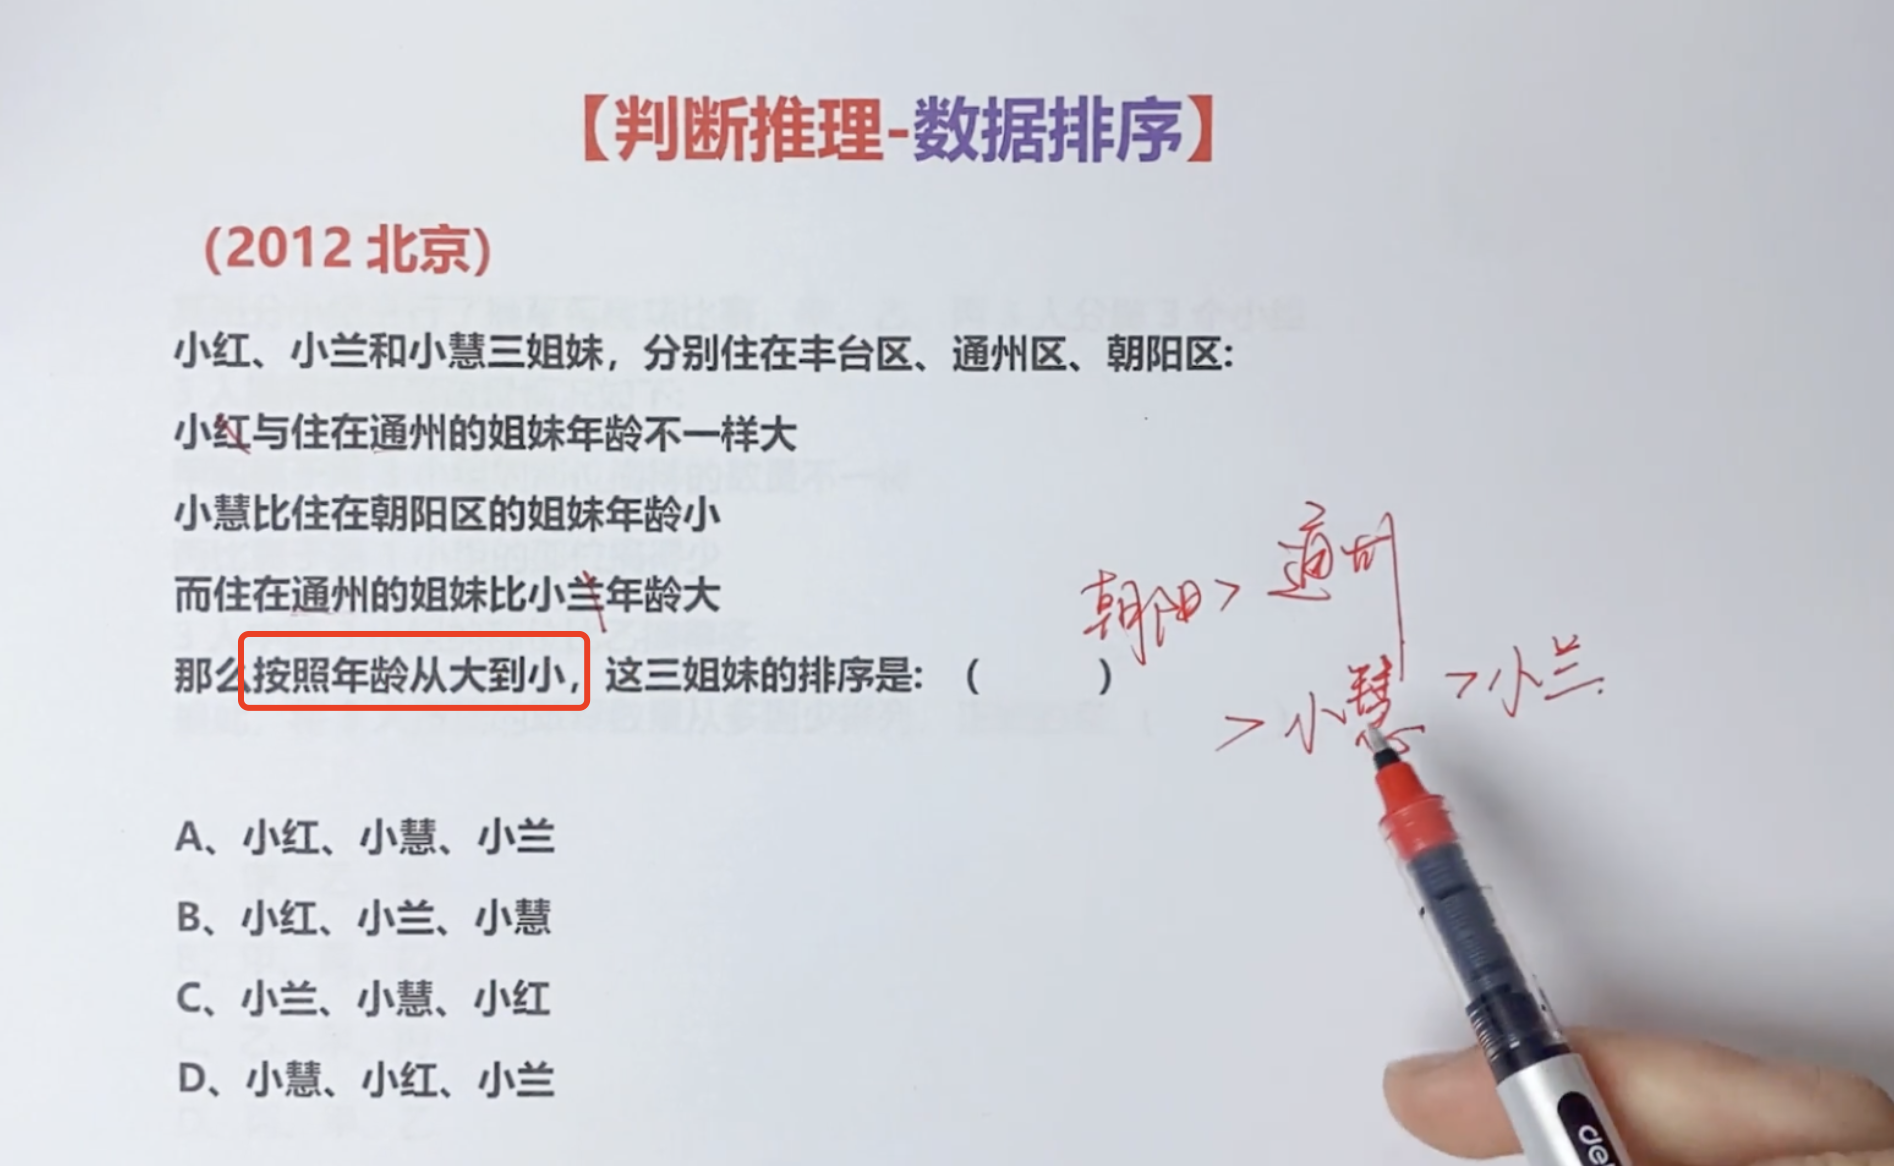 【判断推理-数据排序】
（2012 北京）
小红、小兰和小慧三姐妹，分别住在丰台区、通州区、朝阳区:
小红与住在通州的姐妹年龄不一样大
小慧比住在朝阳区的姐妹年龄小
而住在通州的姐妹比小兰年龄大
那么按照年龄从大到小，这三姐妹的排序是:（ ）
朝阳 > 通州
> 小慧 > 小兰
A、小红、小慧、小兰
B、小红、小兰、小慧
C、小兰、小慧、小红
D、小慧、小红、小兰